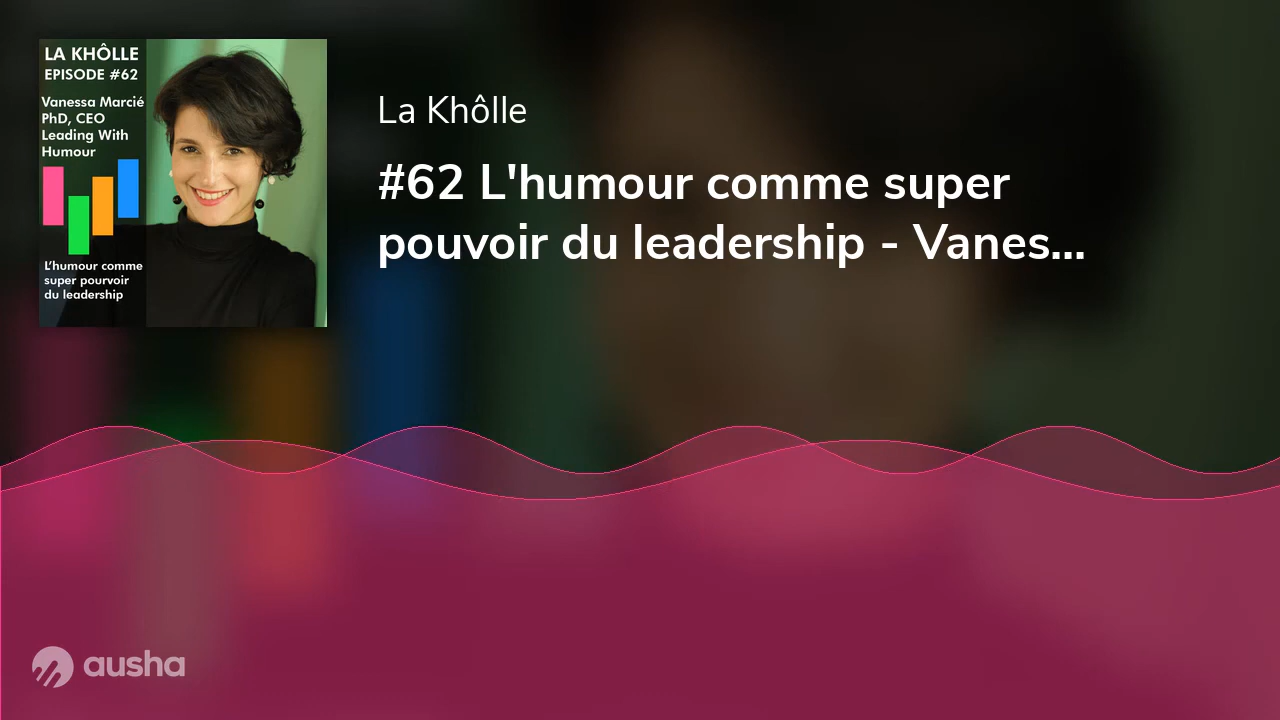 LA KHÔLLE
EPISODE #62
Vanessa Marcié
PhD, CEO
Leading With
Humour
L'humour comme
super pourvoir
du leadership
La Khôlle
#62 L'humour comme super
pouvoir du leadership - Vanes...
ausha